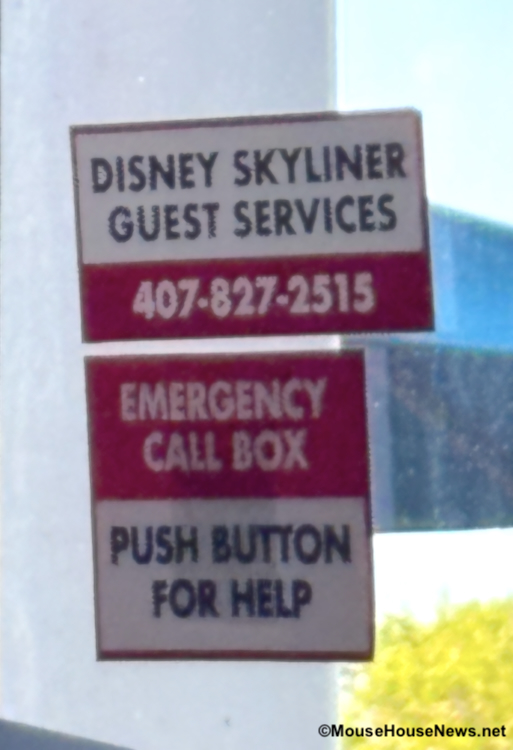 DISNEY SKYLINER
GUEST SERVICES
407-827-2515
EMERGENCY
CALL BOX
PUSH BUTTON
FOR HELP
©MouseHouseNews.net